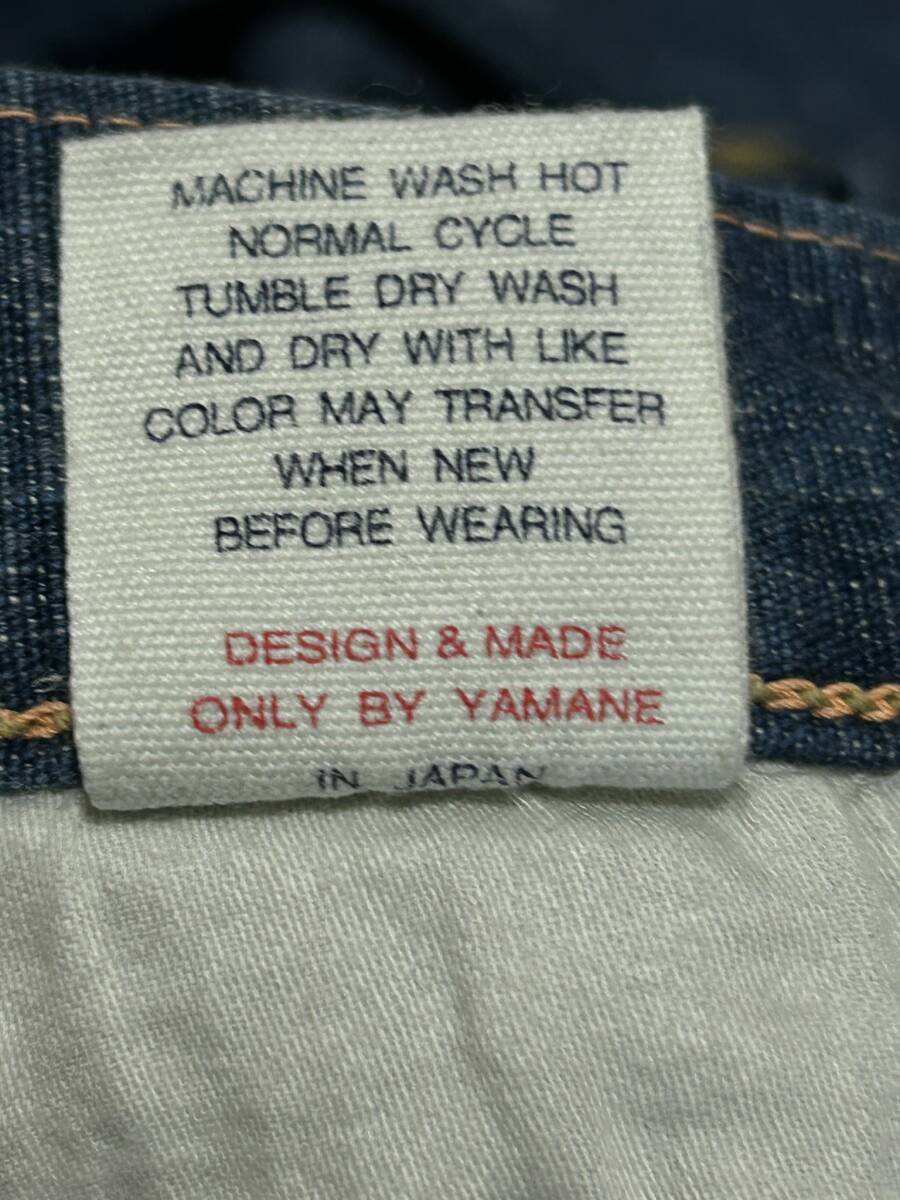 MACHINE WASH HOT
NORMAL CYCLE
TUMBLE DRY WASH
AND DRY WITH LIKE
COLOR MAY TRANSFER
WHEN NEW
BEFORE WEARING
DESIGN & MADE
ONLY BY YAMANE
IN JAPAN